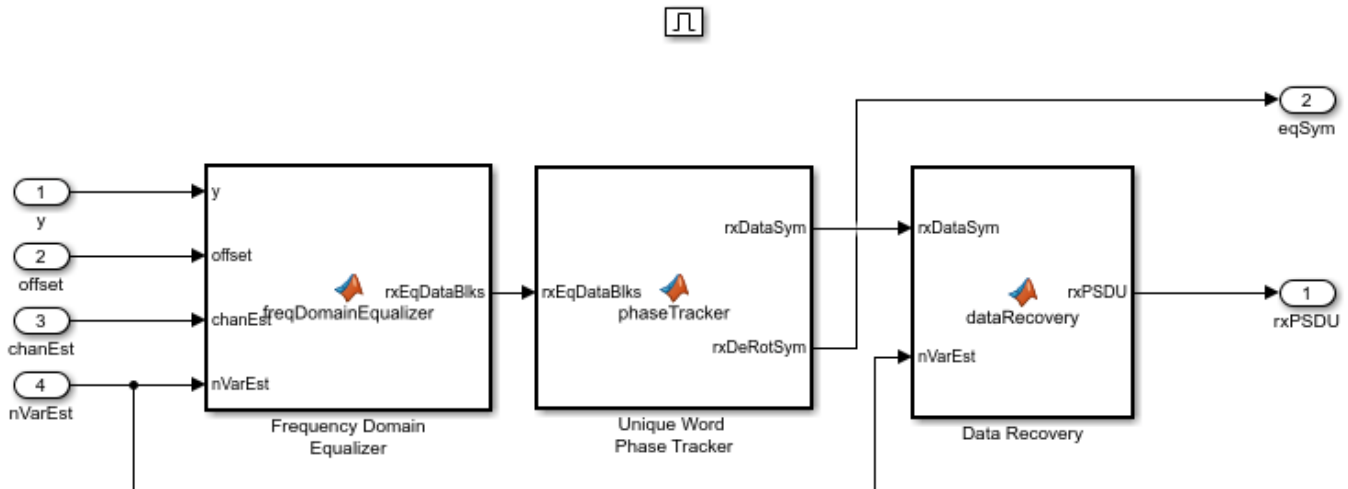 2
eqSym
1
y
y
2
offset
offset
3
chanEst
chanEst
4
nVarEst
nVarEst
freqDomainEqualizer
rxEqDataBlks
Frequency Domain
Equalizer
rxEqDataBlks
phaseTracker
rxDataSym
rxDeRotSym
Unique Word
Phase Tracker
rxDataSym
nVarEst
dataRecovery
rxPSDU
Data Recovery
1
rxPSDU